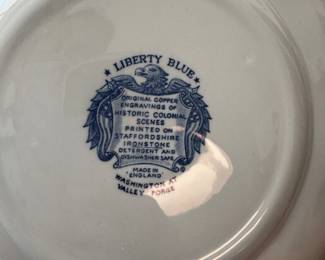 ★ LIBERTY BLUE ★
ORIGINAL COPPER
ENGRAVINGS OF
HISTORIC COLONIAL
SCENES
PRINTED ON
STAFFORDSHIRE
IRONSTONE
DETERGENT AND
DISHWASHER SAFE
MADE IN
"ENGLAND"
WASHINGTON AT
VALLEY FORGE